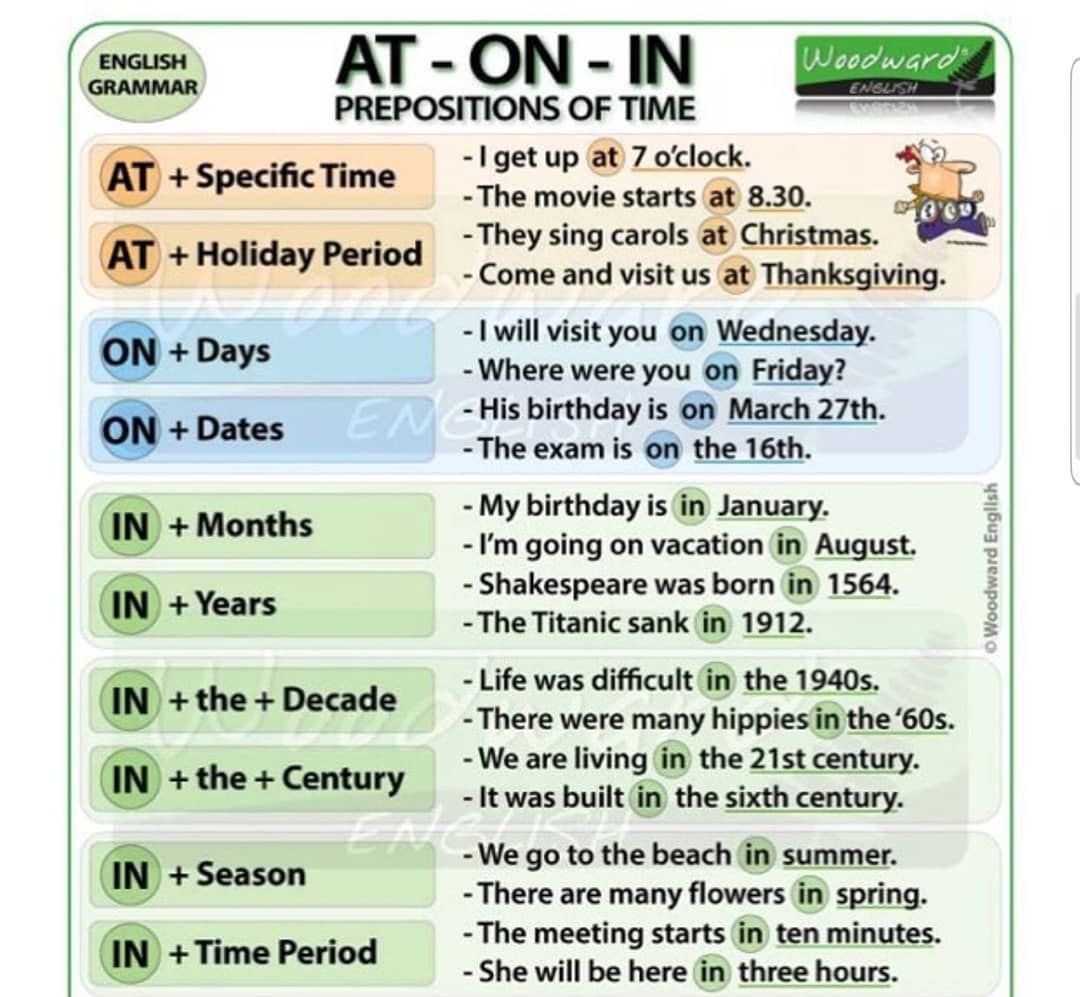 ENGLISH
GRAMMAR
AT - ON - IN
PREPOSITIONS OF TIME
Woodward®
ENGLISH
AT + Specific Time
- I get up at 7 o'clock.
- The movie starts at 8.30.
AT + Holiday Period
- They sing carols at Christmas.
- Come and visit us at Thanksgiving.
ON + Days
- I will visit you on Wednesday.
- Where were you on Friday?
ON + Dates
- His birthday is on March 27th.
- The exam is on the 16th.
IN + Months
- My birthday is in January.
- I'm going on vacation in August.
IN + Years
- Shakespeare was born in 1564.
- The Titanic sank in 1912.
© Woodward English
IN + the + Decade
- Life was difficult in the 1940s.
- There were many hippies in the ‘60s.
IN + the + Century
- We are living in the 21st century.
- It was built in the sixth century.
IN + Season
- We go to the beach in summer.
- There are many flowers in spring.
IN + Time Period
- The meeting starts in ten minutes.
- She will be here in three hours.
Woodward
ENGLISH
Woodward
ENGLISH